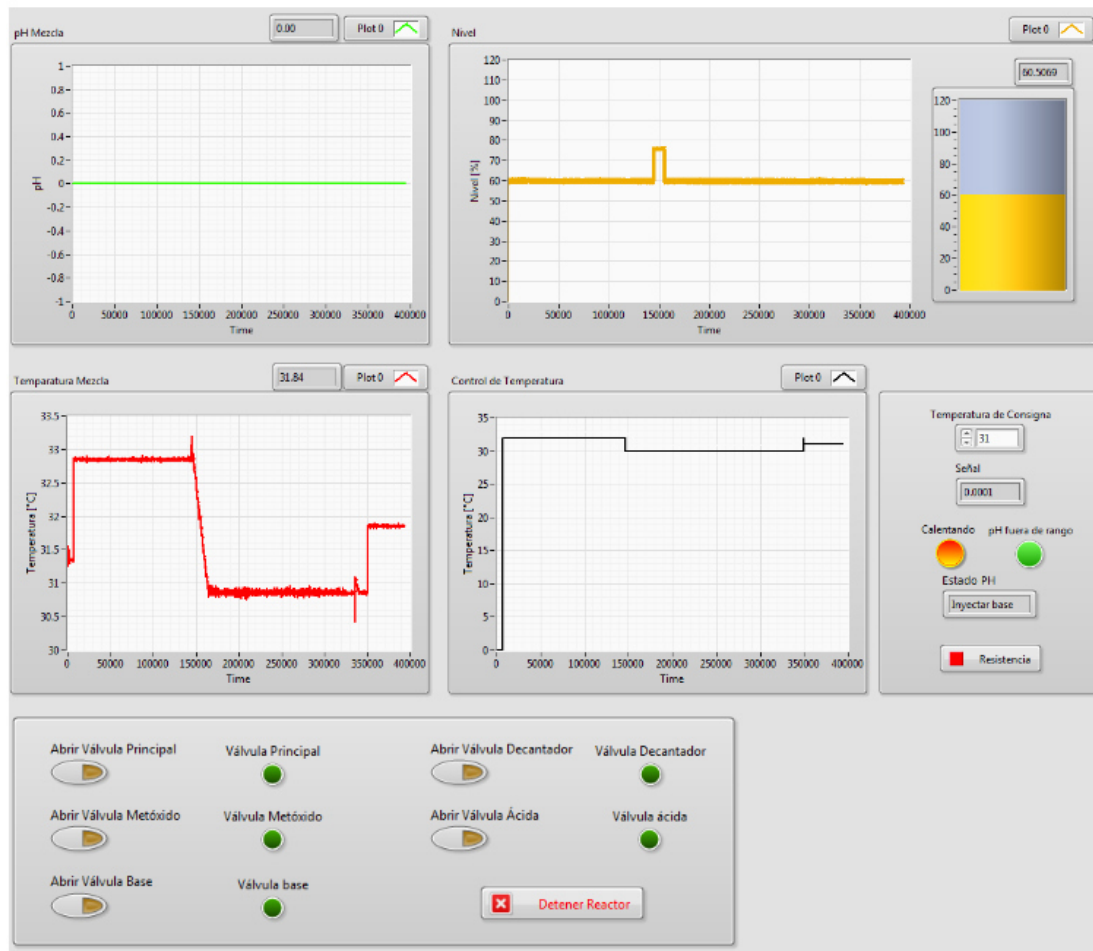 pH Mezcla
0.00
Plot 0
1
0.8
0.6
0.4
0.2
0
-0.2
-0.4
-0.6
-0.8
-1
pH
0 50000 100000 150000 200000 250000 300000 350000 400000
Time
Nivel
Plot 0
120
110
100
90
80
70
60
50
40
30
20
10
0
Nivel [%]
0 50000 100000 150000 200000 250000 300000 350000 400000
Time
60.5069
120
100
80
60
40
20
0
Temparatura Mezcla
31.84
Plot 0
33.5
33
32.5
32
31.5
31
30.5
30
Temperatura [°C]
0 50000 100000 150000 200000 250000 300000 350000 400000
Time
Control de Temperatura
Plot 0
35
30
25
20
15
10
5
0
Temperatura [°C]
0 50000 100000 150000 200000 250000 300000 350000 400000
Time
Temperatura de Consigna
31
Señal
0.0001
Calentando pH fuera de rango
Estado PH
Inyectar base
Resistencia
Abrir Válvula Principal Válvula Principal Abrir Válvula Decantador Válvula Decantador
Abrir Válvula Metóxido Válvula Metóxido Abrir Válvula Ácida Válvula ácida
Abrir Válvula Base Válvula base
Detener Reactor